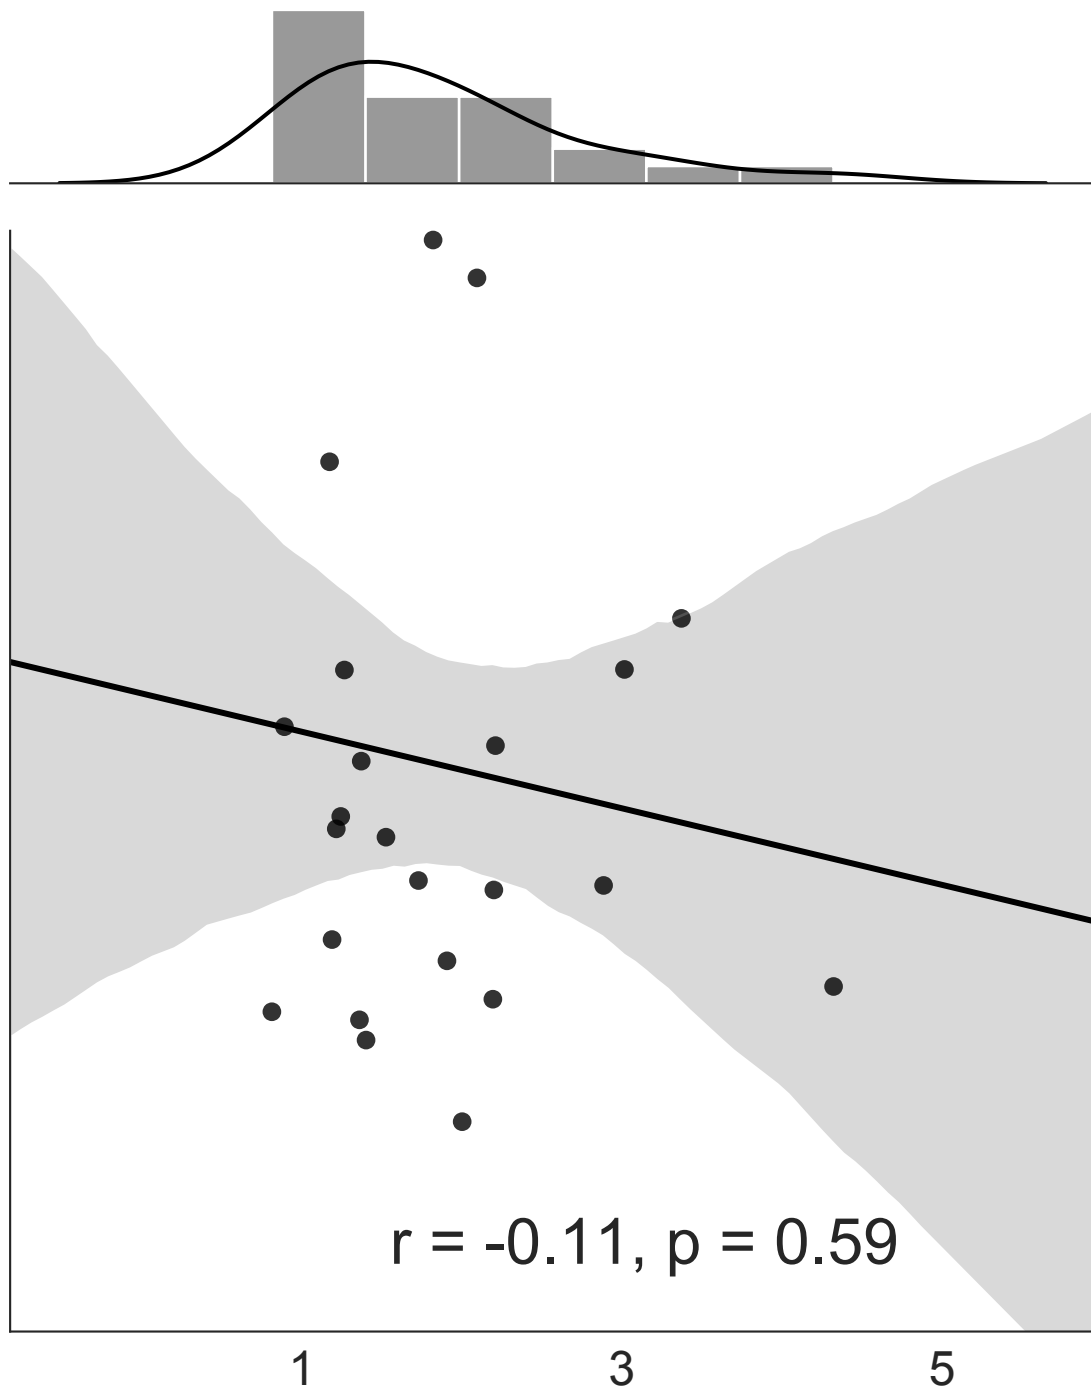 r = -0.11, p = 0.59
1 3 5